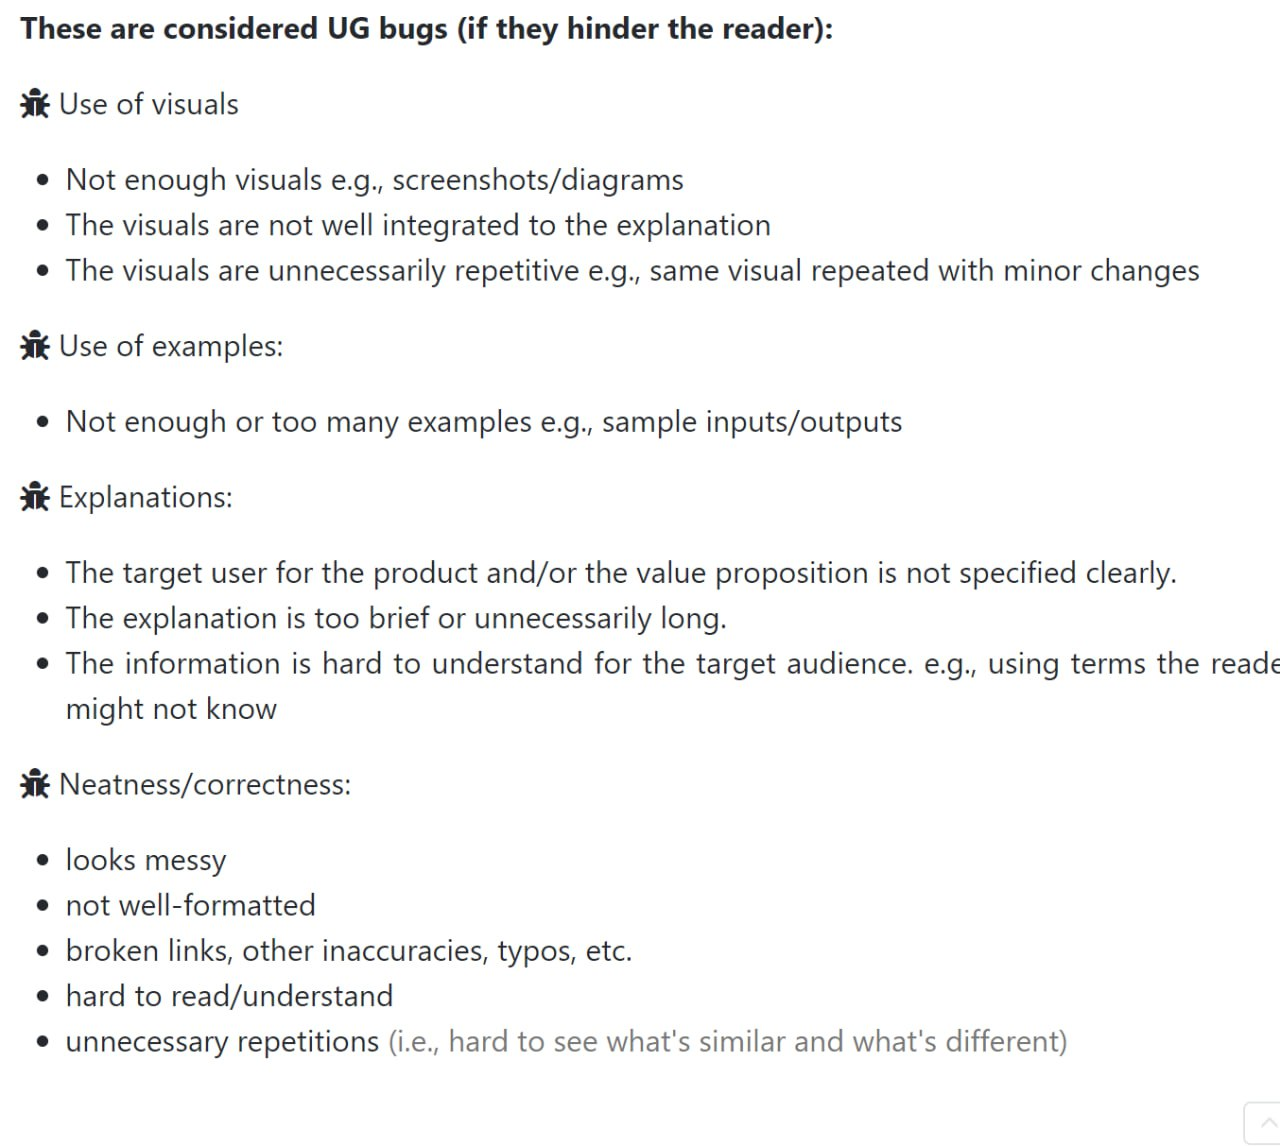 These are considered UG bugs (if they hinder the reader):
Use of visuals
Not enough visuals e.g., screenshots/diagrams
The visuals are not well integrated to the explanation
The visuals are unnecessarily repetitive e.g., same visual repeated with minor changes
Use of examples:
Not enough or too many examples e.g., sample inputs/outputs
Explanations:
The target user for the product and/or the value proposition is not specified clearly.
The explanation is too brief or unnecessarily long.
The information is hard to understand for the target audience. e.g., using terms the reade
might not know
Neatness/correctness:
looks messy
not well-formatted
broken links, other inaccuracies, typos, etc.
hard to read/understand
unnecessary repetitions (i.e., hard to see what's similar and what's different)